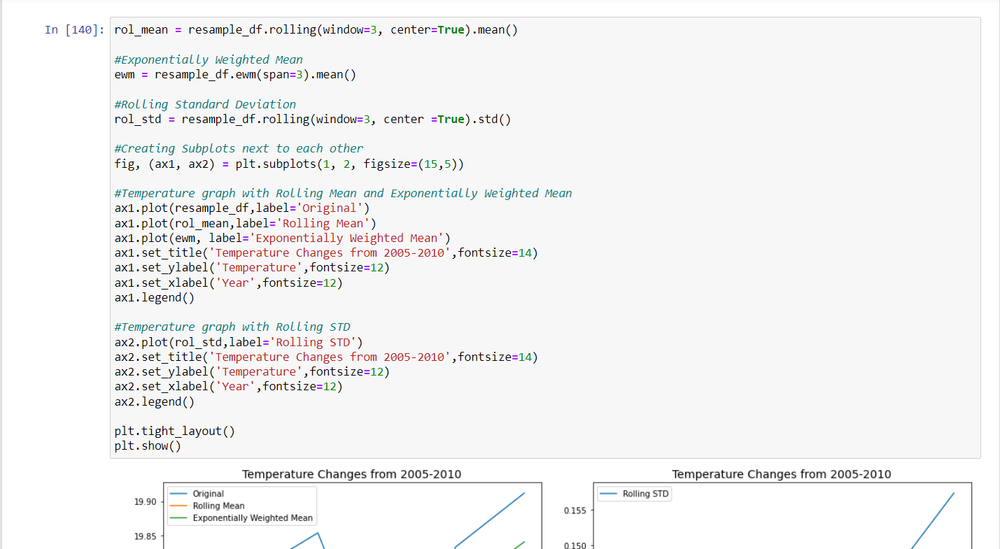 In [140]: rol_mean = resample_df.rolling(window=3, center=True).mean()
#Exponentially Weighted Mean
ewm = resample_df.ewm(span=3).mean()
#Rolling Standard Deviation
rol_std = resample_df.rolling(window=3, center =True).std()
#Creating Subplots next to each other
fig, (ax1, ax2) = plt.subplots(1, 2, figsize=(15,5))
#Temperature graph with Rolling Mean and Exponentially Weighted Mean
ax1.plot(resample_df,label='Original')
ax1.plot(rol_mean,label='Rolling Mean')
ax1.plot(ewm, label='Exponentially Weighted Mean')
ax1.set_title('Temperature Changes from 2005-2010',fontsize=14)
ax1.set_ylabel('Temperature',fontsize=12)
ax1.set_xlabel('Year',fontsize=12)
ax1.legend()
#Temperature graph with Rolling STD
ax2.plot(rol_std,label='Rolling STD')
ax2.set_title('Temperature Changes from 2005-2010',fontsize=14)
ax2.set_ylabel('Temperature',fontsize=12)
ax2.set_xlabel('Year',fontsize=12)
ax2.legend()
plt.tight_layout()
plt.show()
Temperature Changes from 2005-2010
Original
Rolling Mean
Exponentially Weighted Mean
19.90
19.85
Temperature Changes from 2005-2010
Rolling STD
0.155
0.150